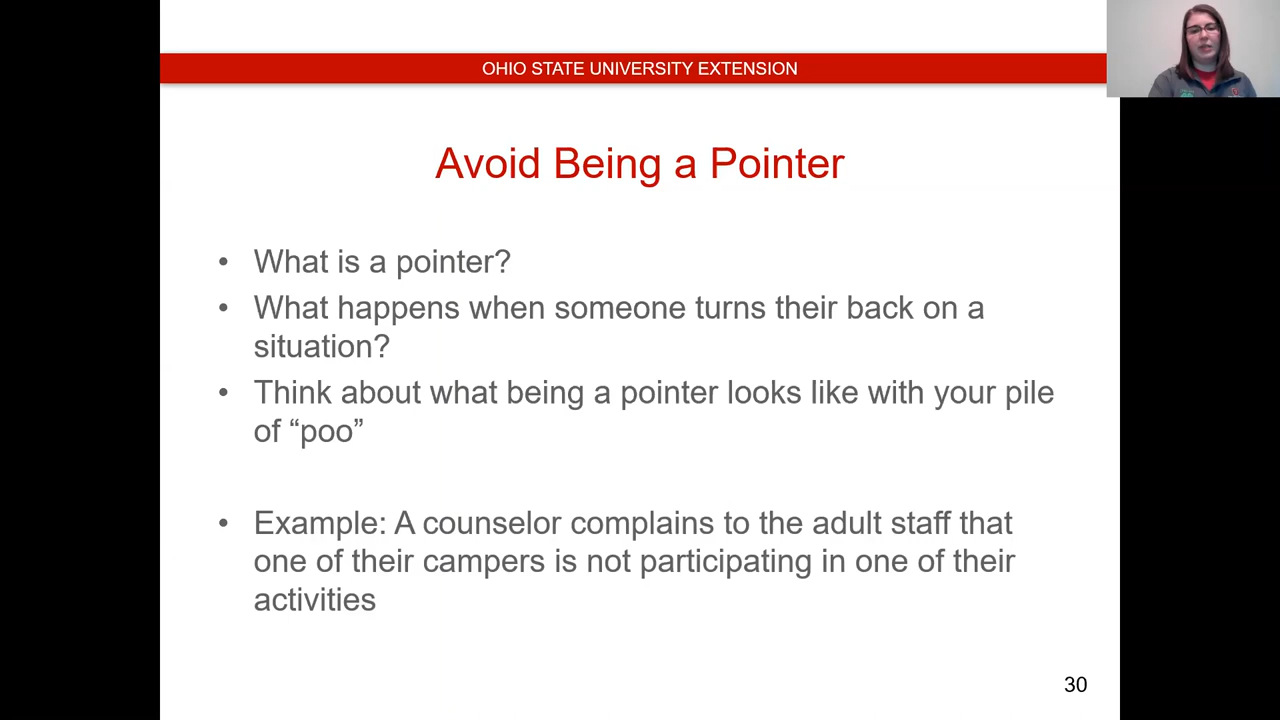 OHIO STATE UNIVERSITY EXTENSION
Avoid Being a Pointer
• What is a pointer?
• What happens when someone turns their back on a
situation?
• Think about what being a pointer looks like with your pile
of “poo”
• Example: A counselor complains to the adult staff that
one of their campers is not participating in one of their
activities
30